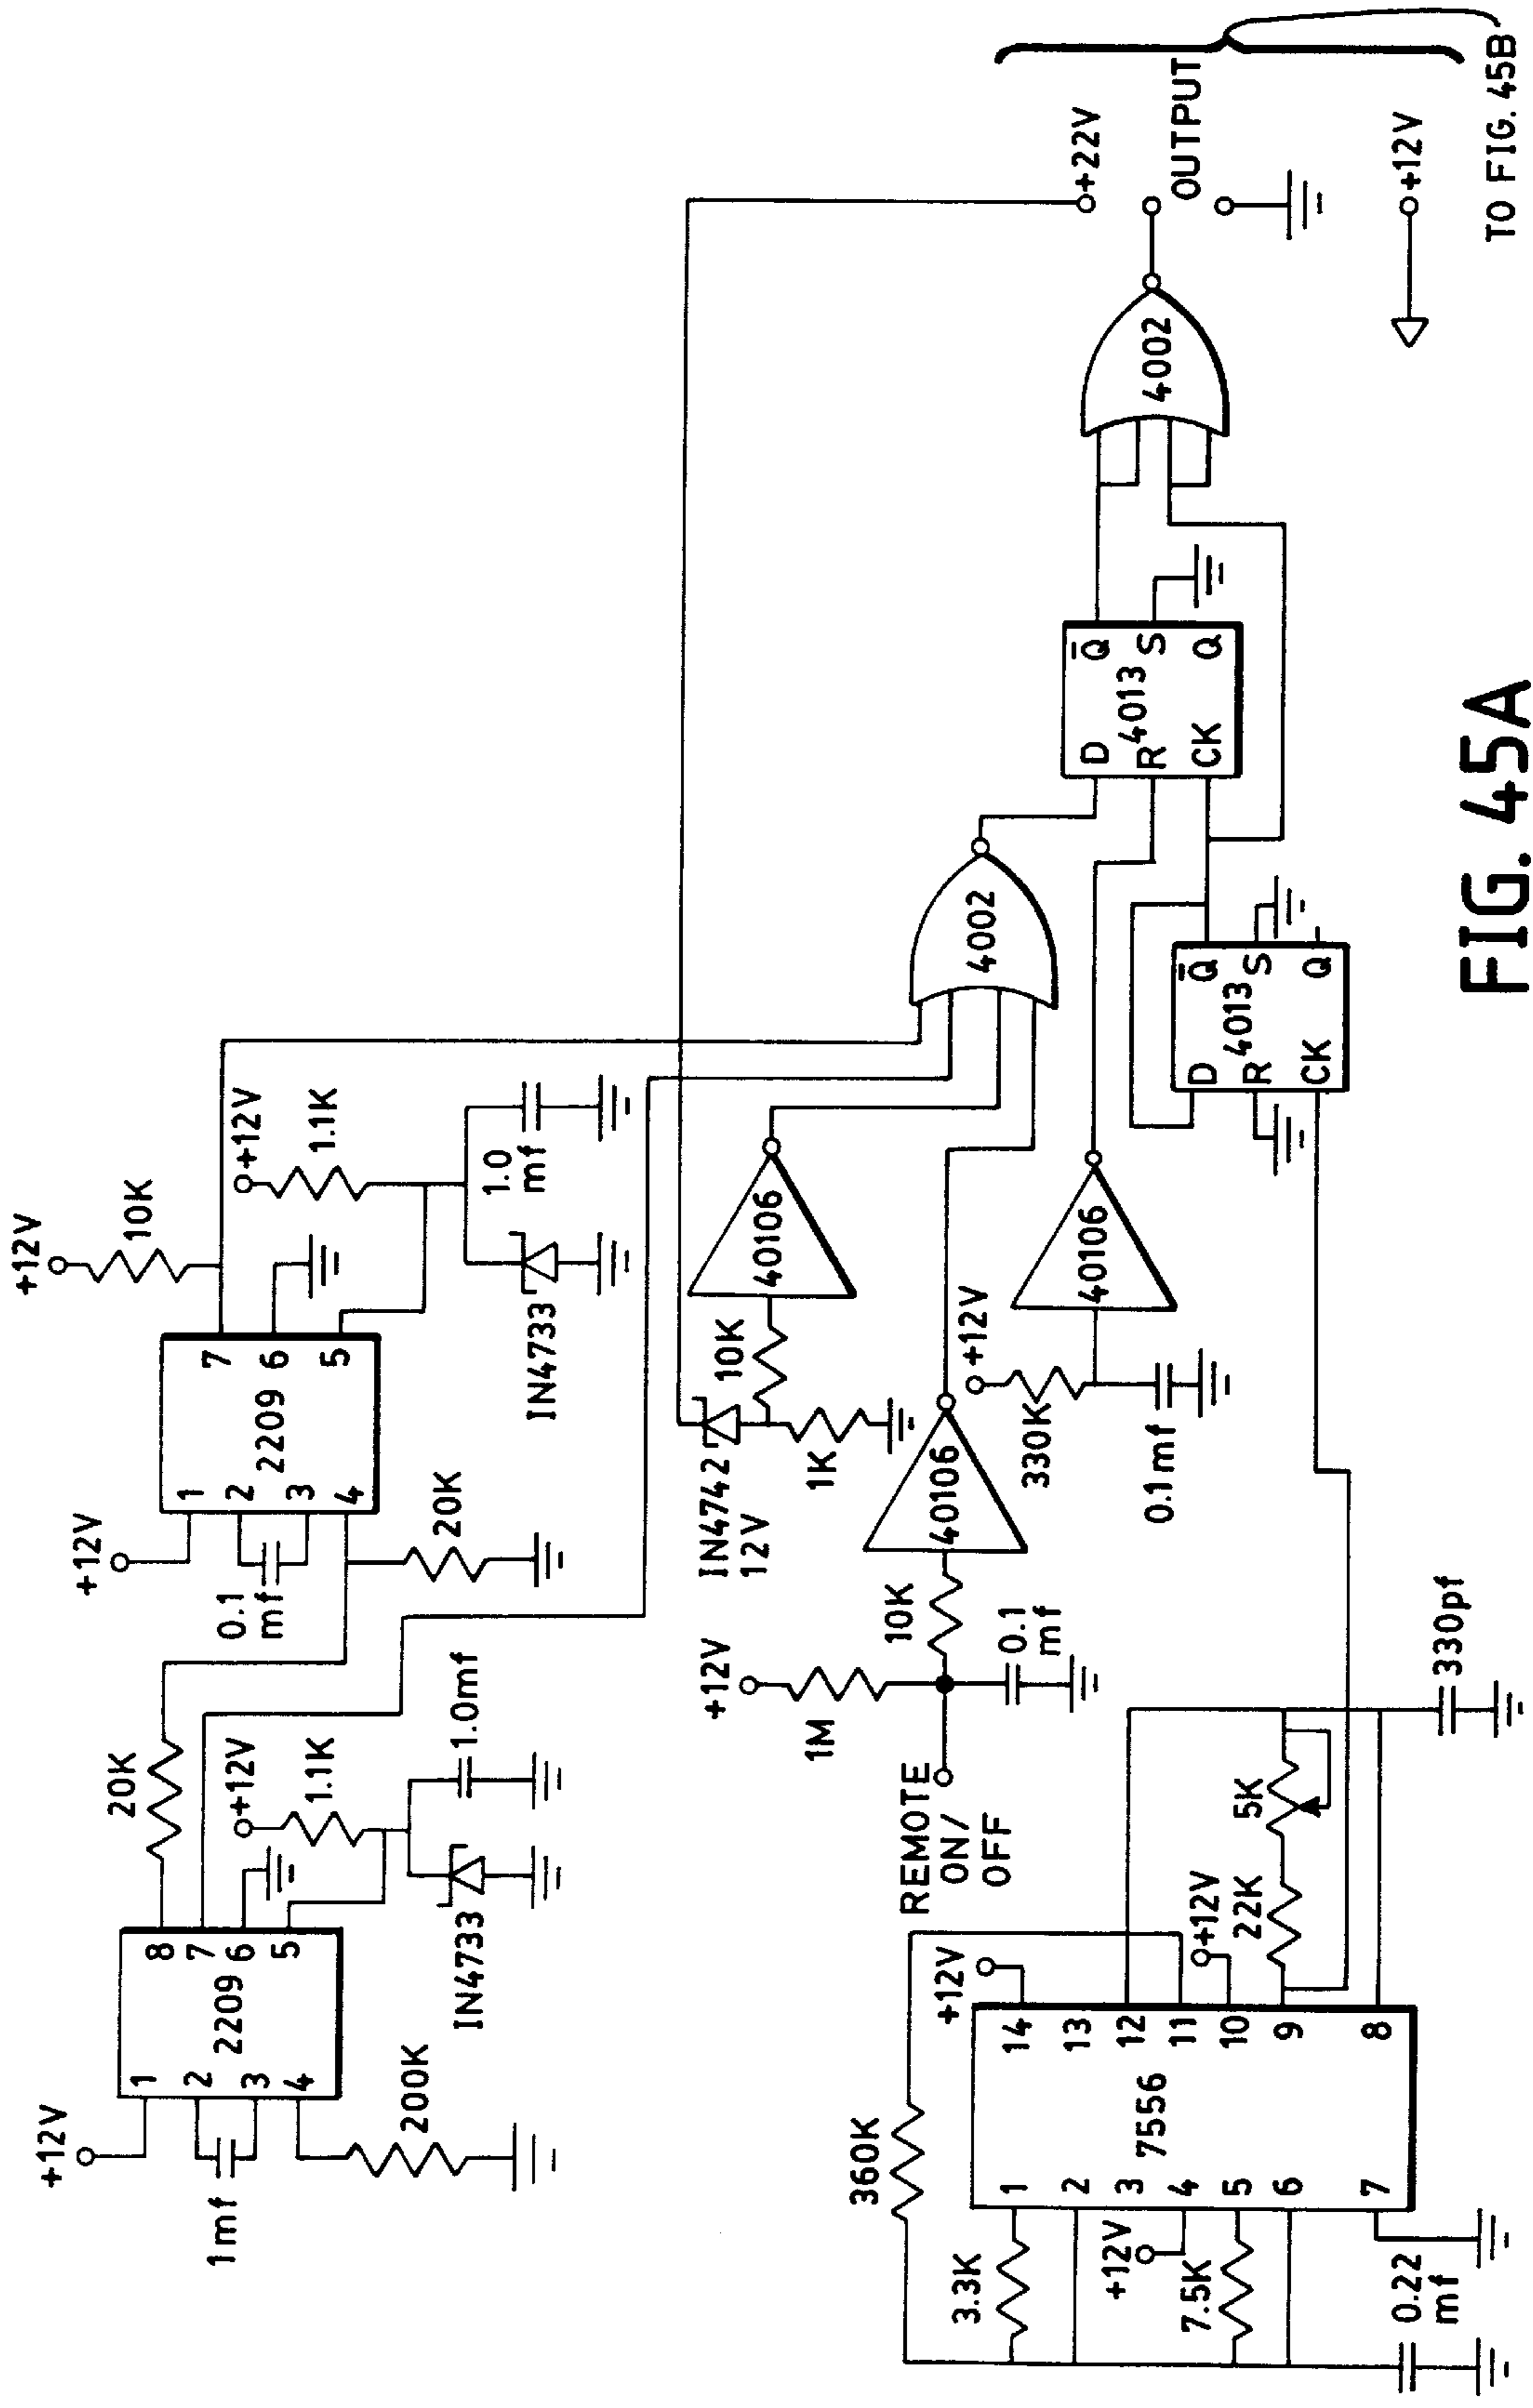 +12V
1mf
1
2
3
4
2209
8
7
6
5
200K
20K
+12V
1.1K
1.0mf
IN4733
+12V
0.1
mf
1
2
3
4
2209
7
6
5
20K
+12V
10K
+12V
1.1K
1.0
mf
IN4733
IN4742
12V
10K
1K
40106
+22V
OUTPUT
+12V
TO FIG. 45B
REMOTE
ON/
OFF
+12V
1M
10K
0.1
mf
40106
+12V
330K
0.1mf
40106
4002
D
R
CK
4013
Q̅
S
Q
4002
D
R
CK
4013
Q̅
S
Q
360K
3.3K
+12V
7.5K
0.22
mf
1
2
3
4
5
6
7
7556
14
13
12
11
10
9
8
+12V
+12V
22K
5K
330pf
FIG. 45A